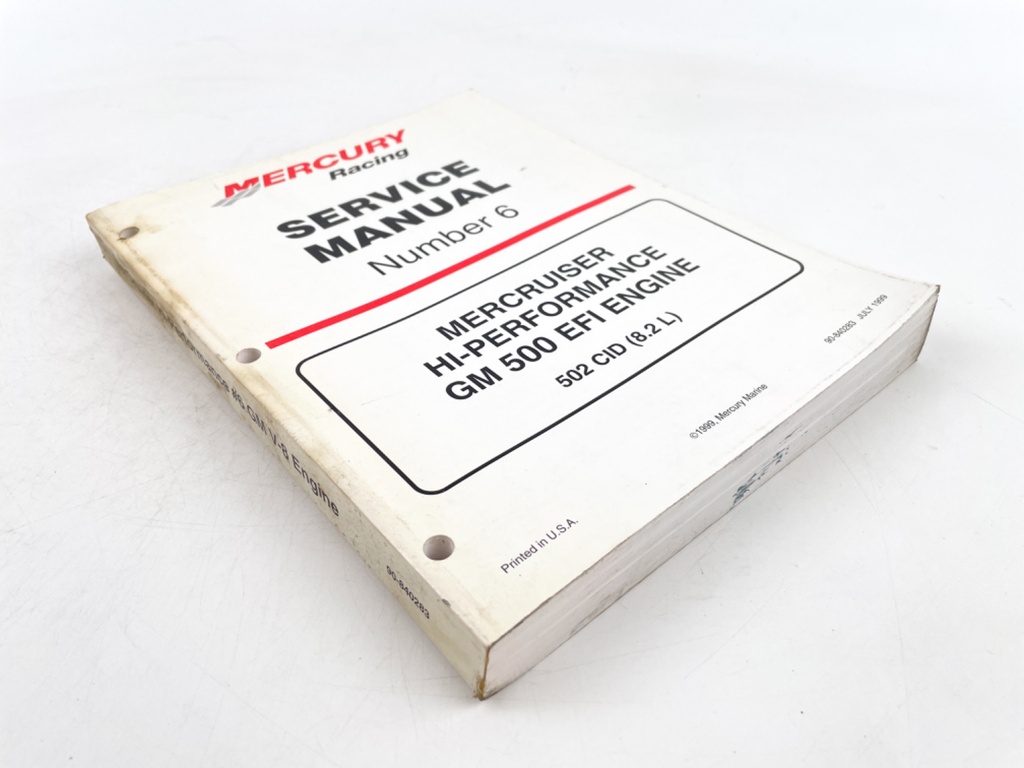 MERCURY
Racing
SERVICE
MANUAL
Number 6
MERCRUISER
HI-PERFORMANCE
GM 500 EFI ENGINE
502 CID (8.2 L)
90-840283 JULY 1999
©1999, Mercury Marine
Printed in U.S.A.
#6 GM V-8 Engine
90-840283